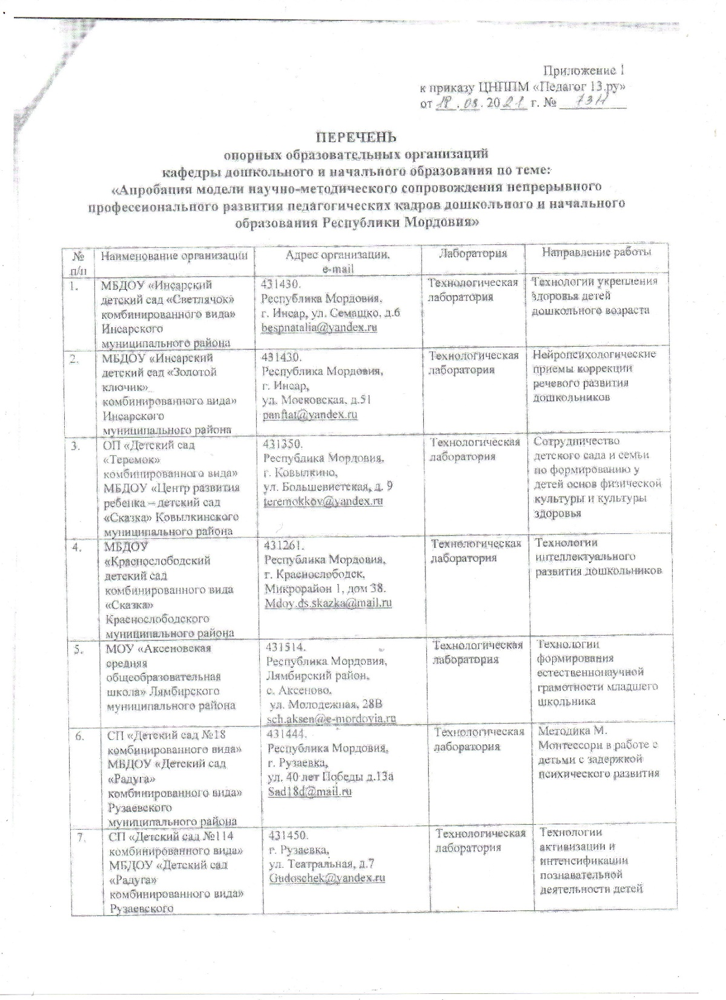 Приложение 1
к приказу ЦНППМ «Педагог 13.ру»
от 18.08.2021 г. № 73Н
ПЕРЕЧЕНЬ
опорных образовательных организаций
кафедры дошкольного и начального образования по теме:
«Апробация модели научно-методического сопровождения непрерывного
профессионального развития педагогических кадров дошкольного и начального
образования Республики Мордовия»
№
п/п
Наименование организации
Адрес организации,
e-mail
Лаборатория
Направление работы
1.
МБДОУ «Инсарский
детский сад «Светлячок»
комбинированного вида»
Инсарского
муниципального района
431430.
Республика Мордовия,
г. Инсар, ул. Семашко, д.6
bespnatalia@yandex.ru
Технологическая
лаборатория
Технологии укрепления
здоровья детей
дошкольного возраста
2.
МБДОУ «Инсарский
детский сад «Золотой
ключик»
комбинированного вида»
Инсарского
муниципального района
431430.
Республика Мордовия,
г. Инсар,
ул. Московская, д.51
panftat@yandex.ru
Технологическая
лаборатория
Нейропсихологические
приемы коррекции
речевого развития
дошкольников
3.
ОП «Детский сад
«Теремок»
комбинированного вида»
МБДОУ «Центр развития
ребенка – детский сад
«Сказка» Ковылкинского
муниципального района
431350.
Республика Мордовия,
г. Ковылкино,
ул. Большевистская, д. 9
teremokkov@yandex.ru
Технологическая
лаборатория
Сотрудничество
детского сада и семьи
по формированию у
детей основ физической
культуры и культуры
здоровья
4.
МБДОУ
«Краснослободский
детский сад
комбинированного вида
«Сказка»
Краснослободского
муниципального района
431261.
Республика Мордовия,
г. Краснослободск,
Микрорайон 1, дом 38.
Mdoy.ds.skazka@mail.ru
Технологическая
лаборатория
Технологии
интеллектуального
развития дошкольников
5.
МОУ «Аксеновская
средняя
общеобразовательная
школа» Лямбирского
муниципального района
431514.
Республика Мордовия,
Лямбирский район,
с. Аксеново,
ул. Молодежная, 28В
sch.aksen@e-mordovia.ru
Технологическая
лаборатория
Технологии
формирования
естественнонаучной
грамотности младшего
школьника
6.
СП «Детский сад №18
комбинированного вида»
МБДОУ «Детский сад
«Радуга»
комбинированного вида»
Рузаевского
муниципального района
431444.
Республика Мордовия,
г. Рузаевка,
ул. 40 лет Победы д.13а
Sad18d@mail.ru
Технологическая
лаборатория
Методика М.
Монтессори в работе с
детьми с задержкой
психического развития
7.
СП «Детский сад №114
комбинированного вида»
МБДОУ «Детский сад
«Радуга»
комбинированного вида»
Рузаевского
431450.
г. Рузаевка,
ул. Театральная, д.7
Gudoschek@yandex.ru
Технологическая
лаборатория
Технологии
активизации и
интенсификации
познавательной
деятельности детей